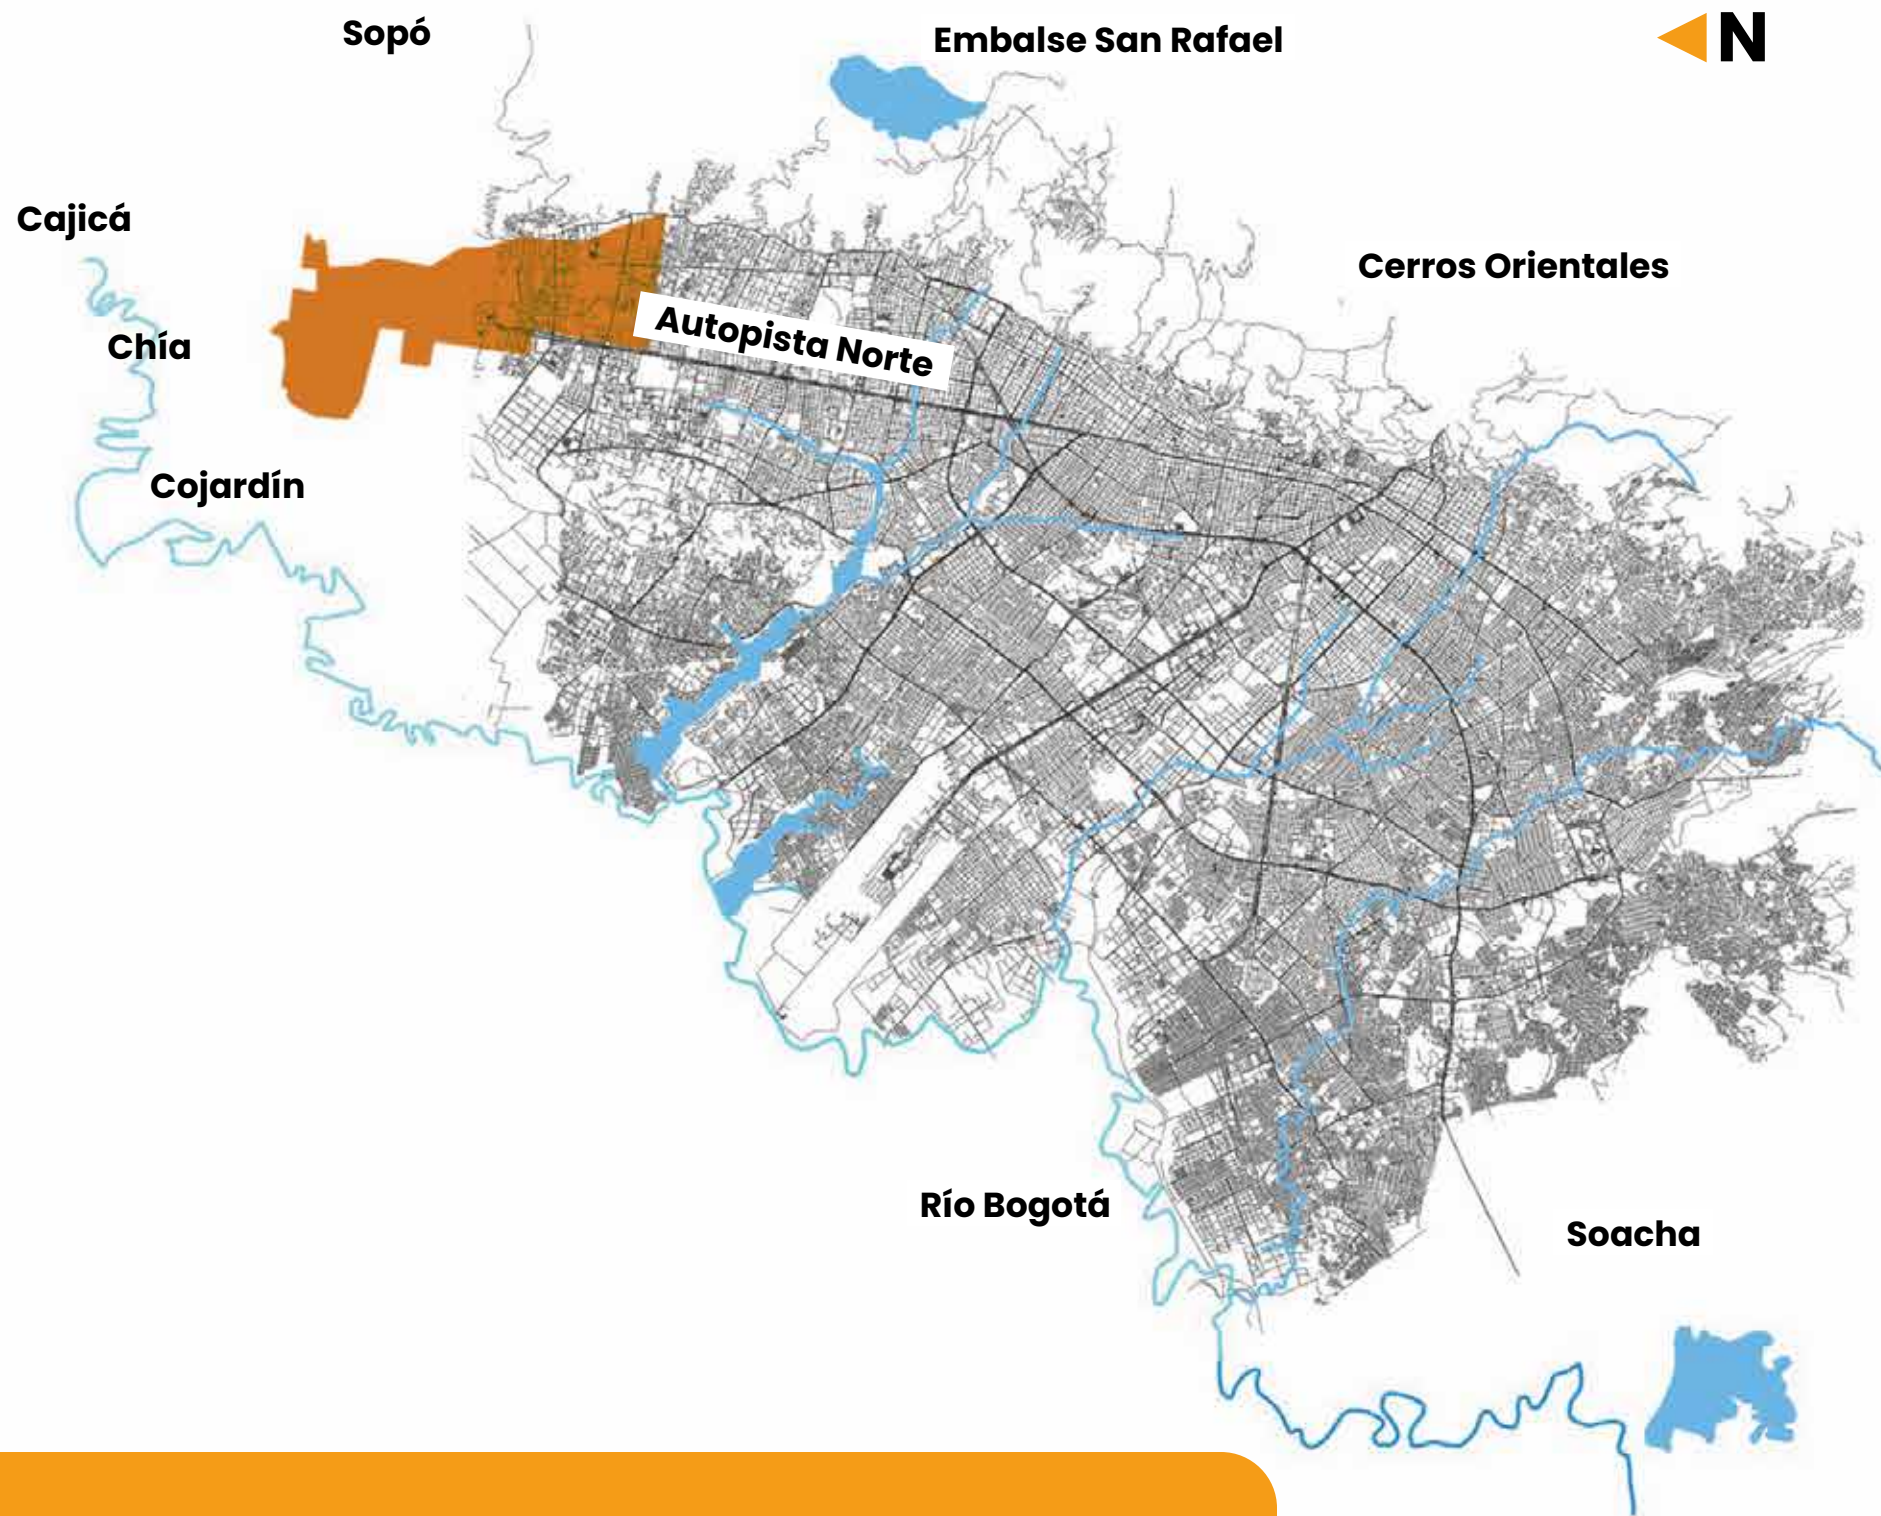 Sopó
Embalse San Rafael
N
Cajicá
Cerros Orientales
Autopista Norte
Chía
Cojardín
Río Bogotá
Soacha